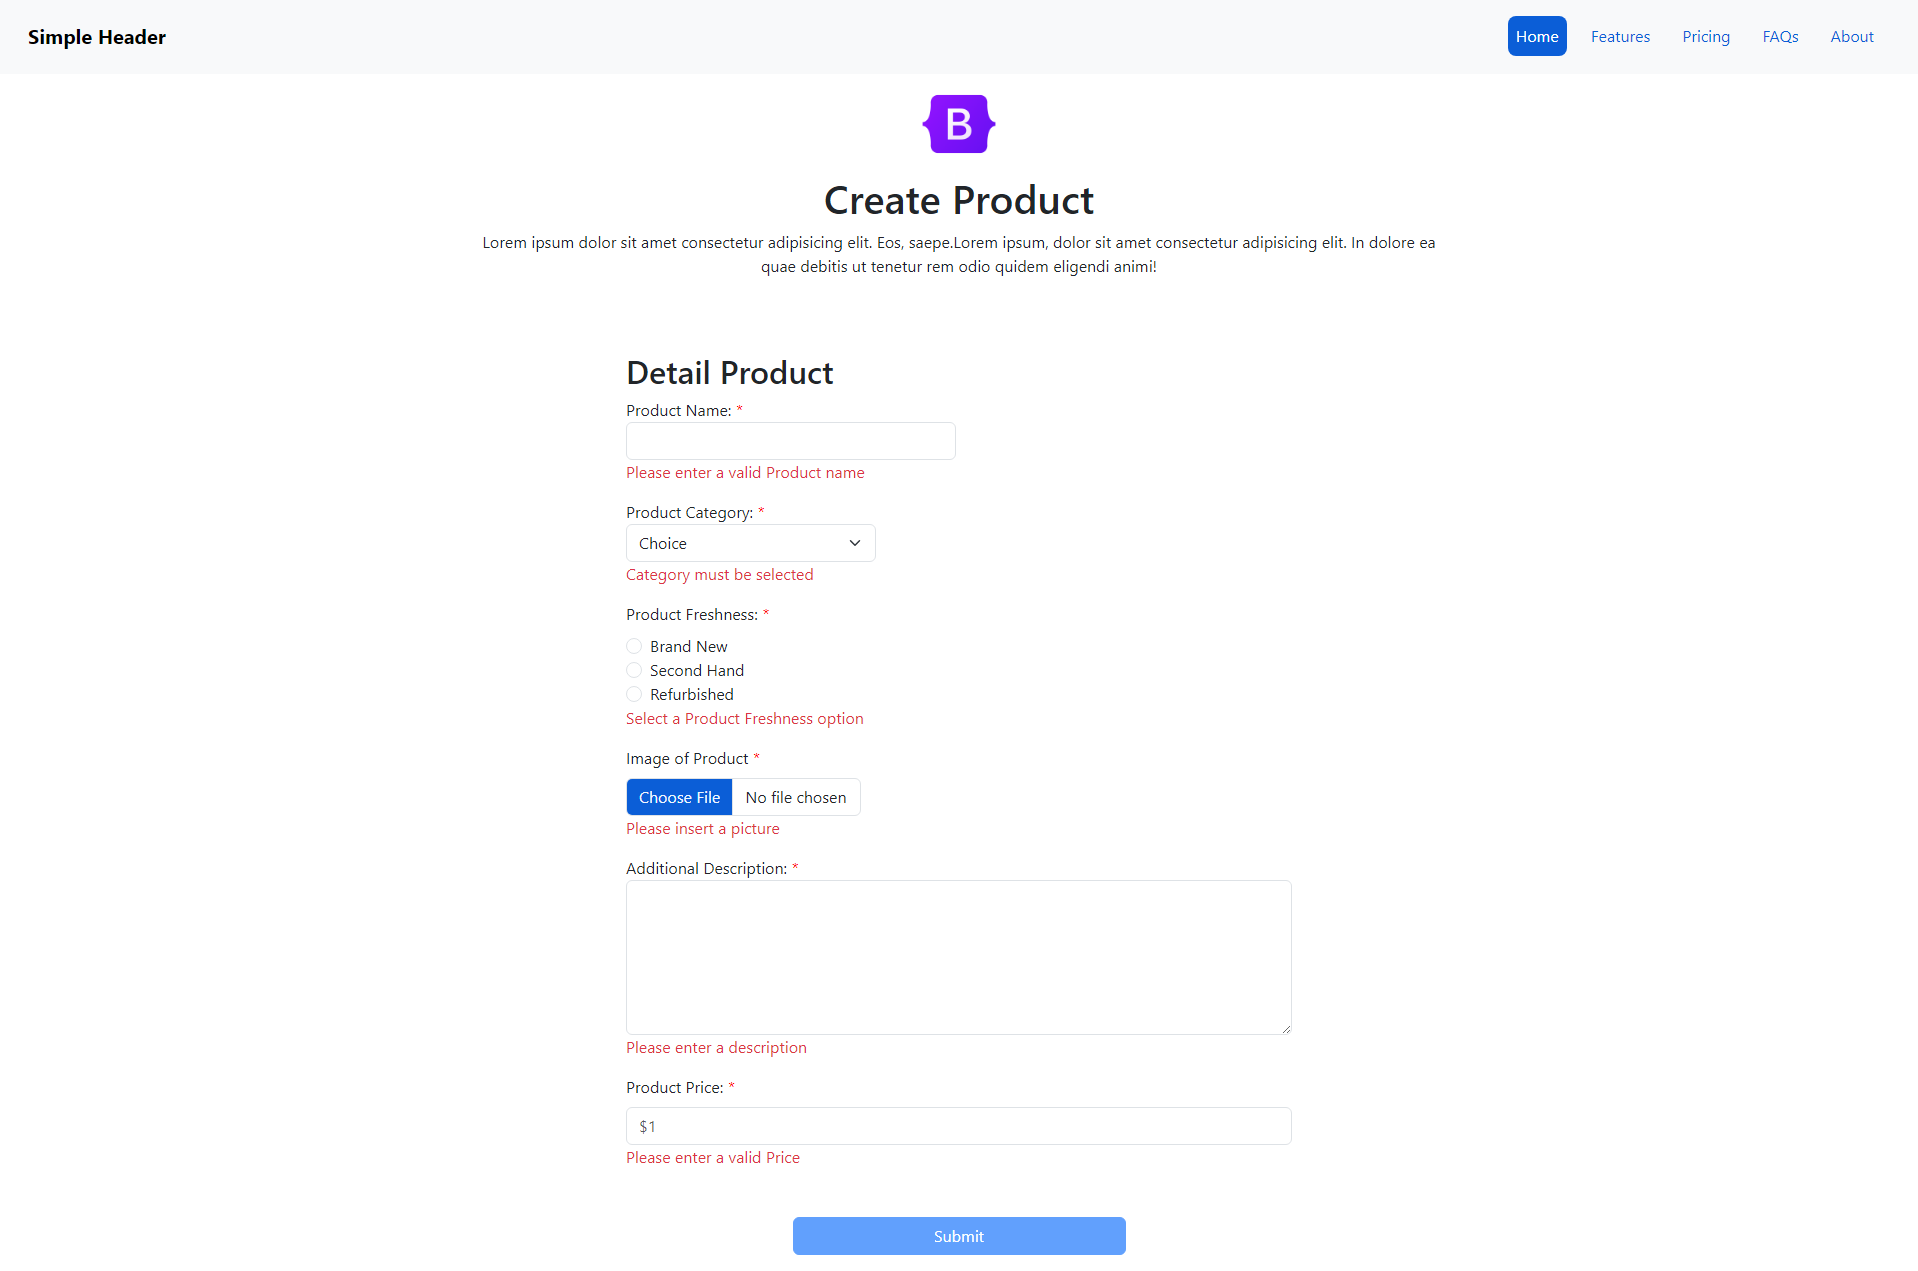 Simple Header
Home Features Pricing FAQs About
B
Create Product
Lorem ipsum dolor sit amet consectetur adipisicing elit. Eos, saepe.Lorem ipsum, dolor sit amet consectetur adipisicing elit. In dolore ea
quae debitis ut tenetur rem odio quidem eligendi animi!
Detail Product
Product Name: *
Please enter a valid Product name
Product Category: *
Choice
Category must be selected
Product Freshness: *
Brand New
Second Hand
Refurbished
Select a Product Freshness option
Image of Product *
Choose File No file chosen
Please insert a picture
Additional Description: *
Please enter a description
Product Price: *
$1
Please enter a valid Price
Submit